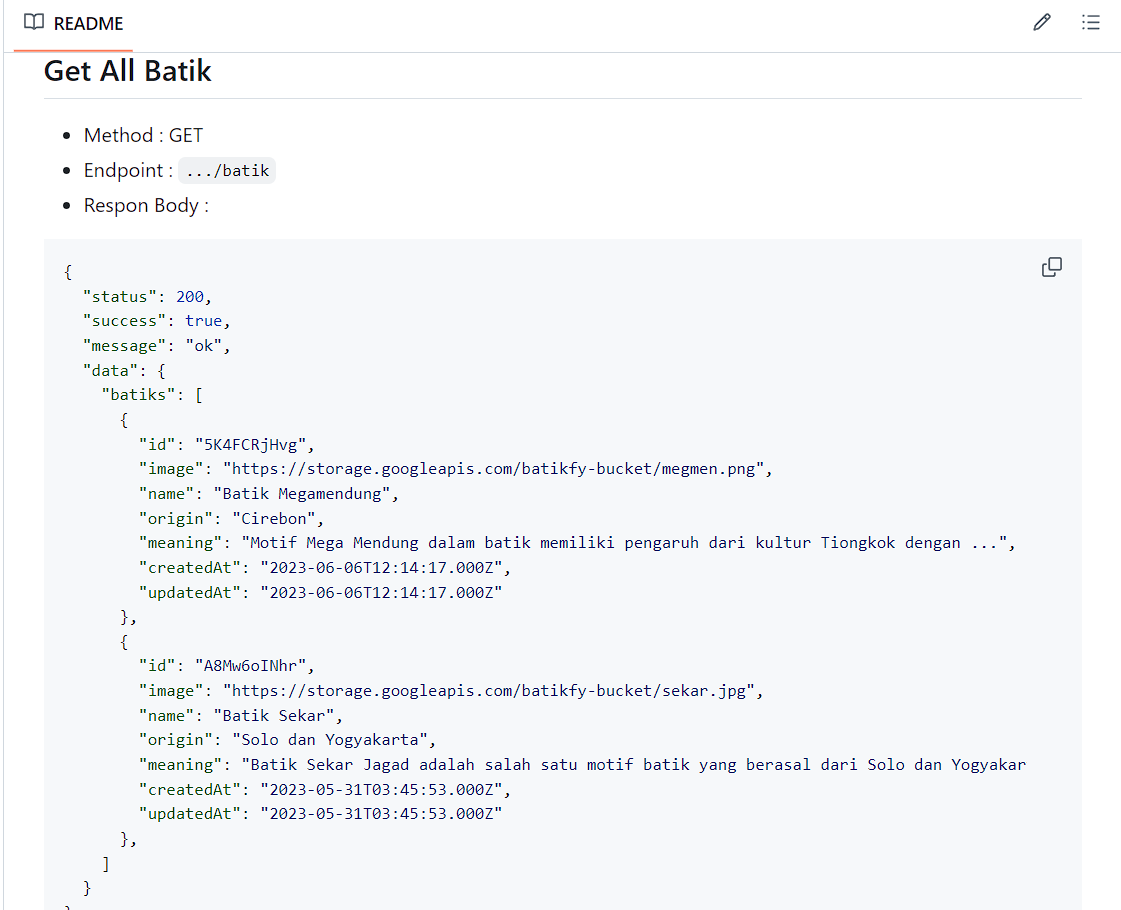 README
Get All Batik
Method : GET
Endpoint : .../batik
Respon Body :
{
  "status": 200,
  "success": true,
  "message": "ok",
  "data": {
    "batiks": [
      {
        "id": "5K4FCRjHvg",
        "image": "https://storage.googleapis.com/batikfy-bucket/megmen.png",
        "name": "Batik Megamendung",
        "origin": "Cirebon",
        "meaning": "Motif Mega Mendung dalam batik memiliki pengaruh dari kultur Tiongkok dengan ...",
        "createdAt": "2023-06-06T12:14:17.000Z",
        "updatedAt": "2023-06-06T12:14:17.000Z"
      },
      {
        "id": "A8Mw6oINhr",
        "image": "https://storage.googleapis.com/batikfy-bucket/sekar.jpg",
        "name": "Batik Sekar",
        "origin": "Solo dan Yogyakarta",
        "meaning": "Batik Sekar Jagad adalah salah satu motif batik yang berasal dari Solo dan Yogyakar
        "createdAt": "2023-05-31T03:45:53.000Z",
        "updatedAt": "2023-05-31T03:45:53.000Z"
      },
    ]
  }